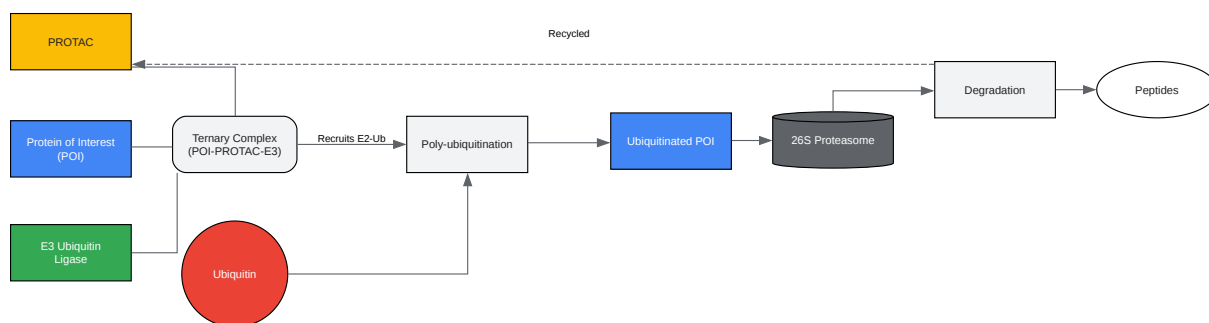 Recycled
PROTAC
Degradation
Peptides
Protein of Interest
(POI)
Ternary Complex
(POI-PROTAC-E3)
Recruits E2-Ub
Poly-ubiquitination
Ubiquitinated POI
26S Proteasome
E3 Ubiquitin
Ligase
Ubiquitin